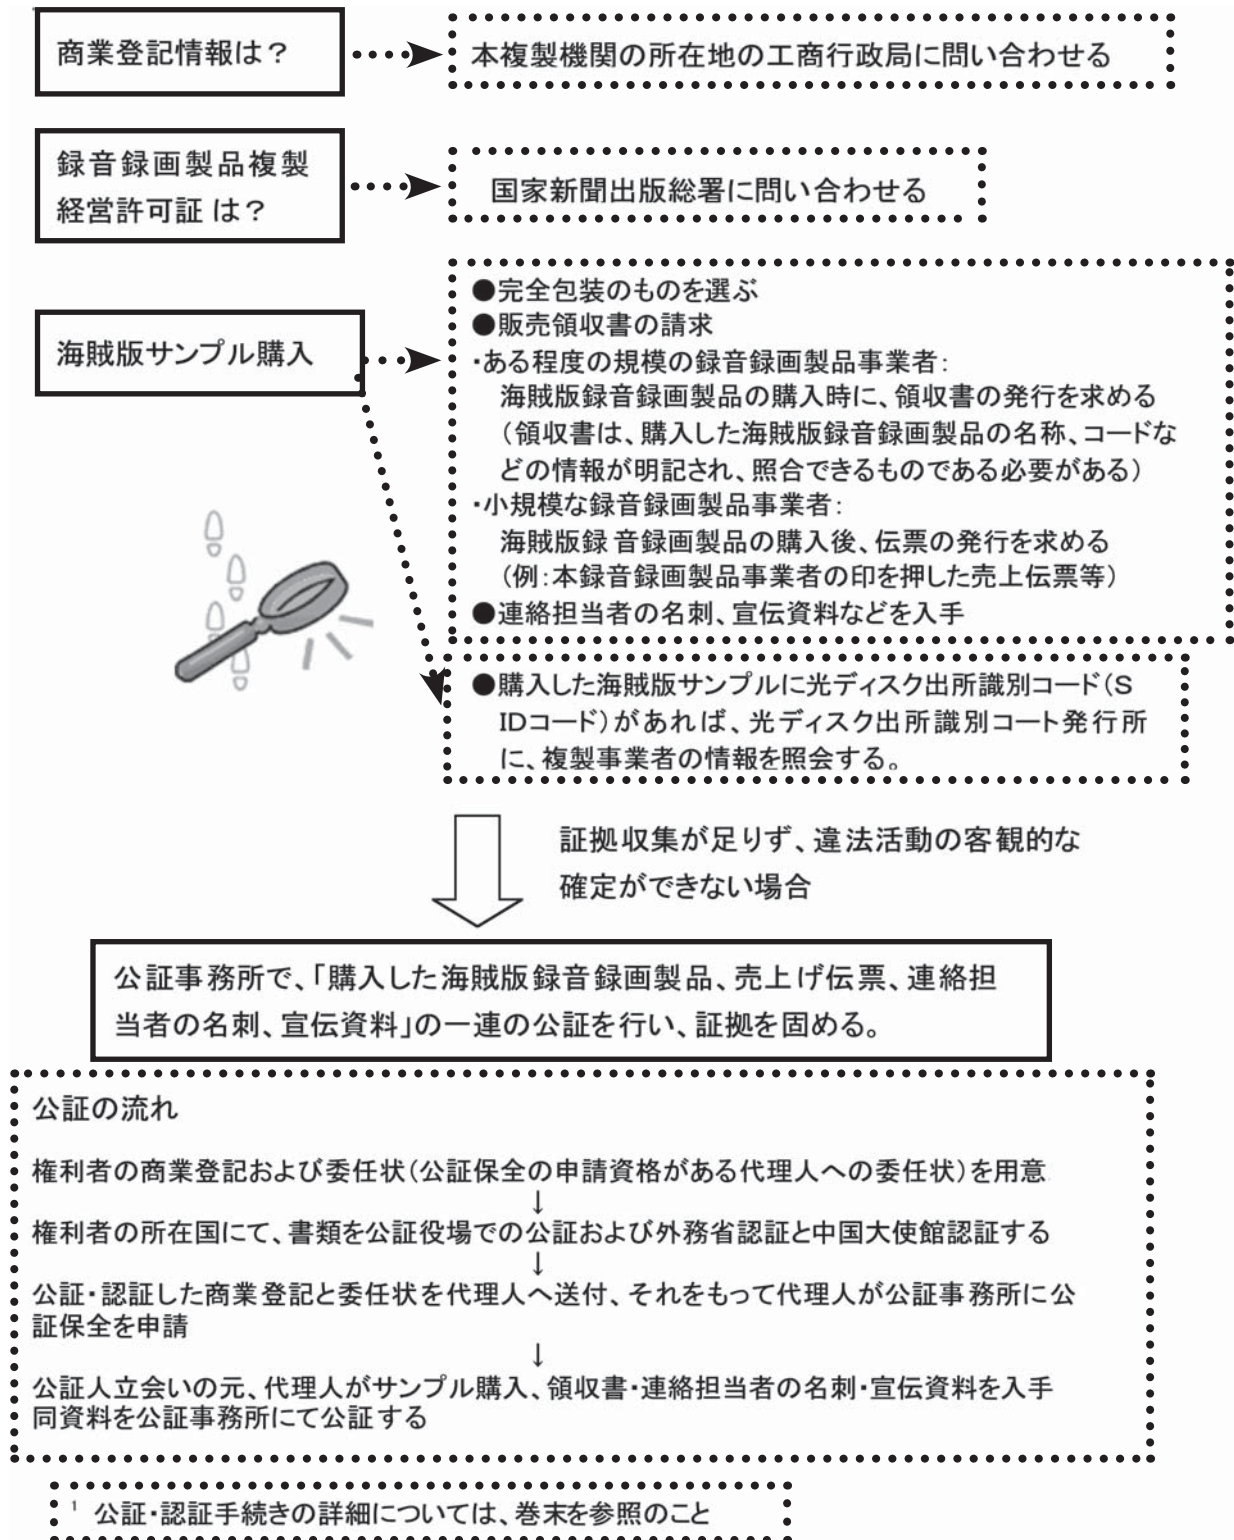 商業登記情報は？
本複製機関の所在地の工商行政局に問い合わせる
録音録画製品複製
経営許可証 は？
国家新聞出版総署に問い合わせる
海賊版サンプル購入
●完全包装のものを選ぶ
●販売領収書の請求
・ある程度の規模の録音録画製品事業者：
海賊版録音録画製品の購入時に、領収書の発行を求める
（領収書は、購入した海賊版録音録画製品の名称、コードな
どの情報が明記され、照合できるものである必要がある）
・小規模な録音録画製品事業者：
海賊版録 音録画製品の購入後、伝票の発行を求める
（例：本録音録画製品事業者の印を押した売上伝票等）
●連絡担当者の名刺、宣伝資料などを入手
●購入した海賊版サンプルに光ディスク出所識別コード（S
IDコード）があれば、光ディスク出所識別コート発行所
に、複製事業者の情報を照会する。
証拠収集が足りず、違法活動の客観的な
確定ができない場合
公証事務所で、「購入した海賊版録音録画製品、売上げ伝票、連絡担
当者の名刺、宣伝資料」の一連の公証を行い、証拠を固める。
公証の流れ
権利者の商業登記および委任状（公証保全の申請資格がある代理人への委任状）を用意
↓
権利者の所在国にて、書類を公証役場での公証および外務省認証と中国大使館認証する
↓
公証・認証した商業登記と委任状を代理人へ送付、それをもって代理人が公証事務所に公
証保全を申請
↓
公証人立会いの元、代理人がサンプル購入、領収書・連絡担当者の名刺・宣伝資料を入手
同資料を公証事務所にて公証する
1 公証・認証手続きの詳細については、巻末を参照のこと